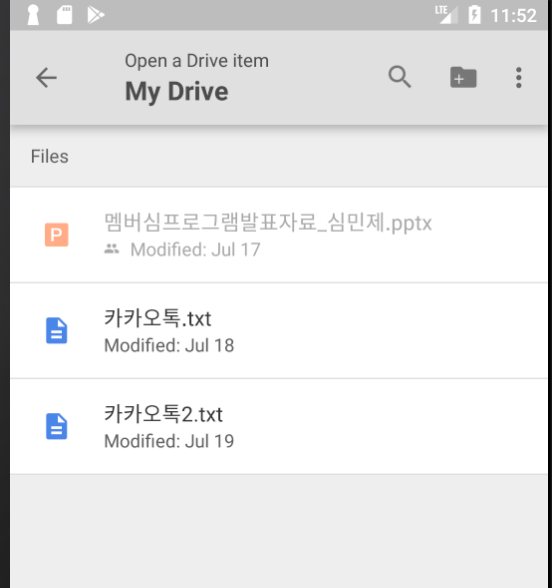 LTE 11:52
Open a Drive item
My Drive
Files
P
멤버십프로그램발표자료_심민제.pptx
Modified: Jul 17
카카오톡.txt
Modified: Jul 18
카카오톡2.txt
Modified: Jul 19